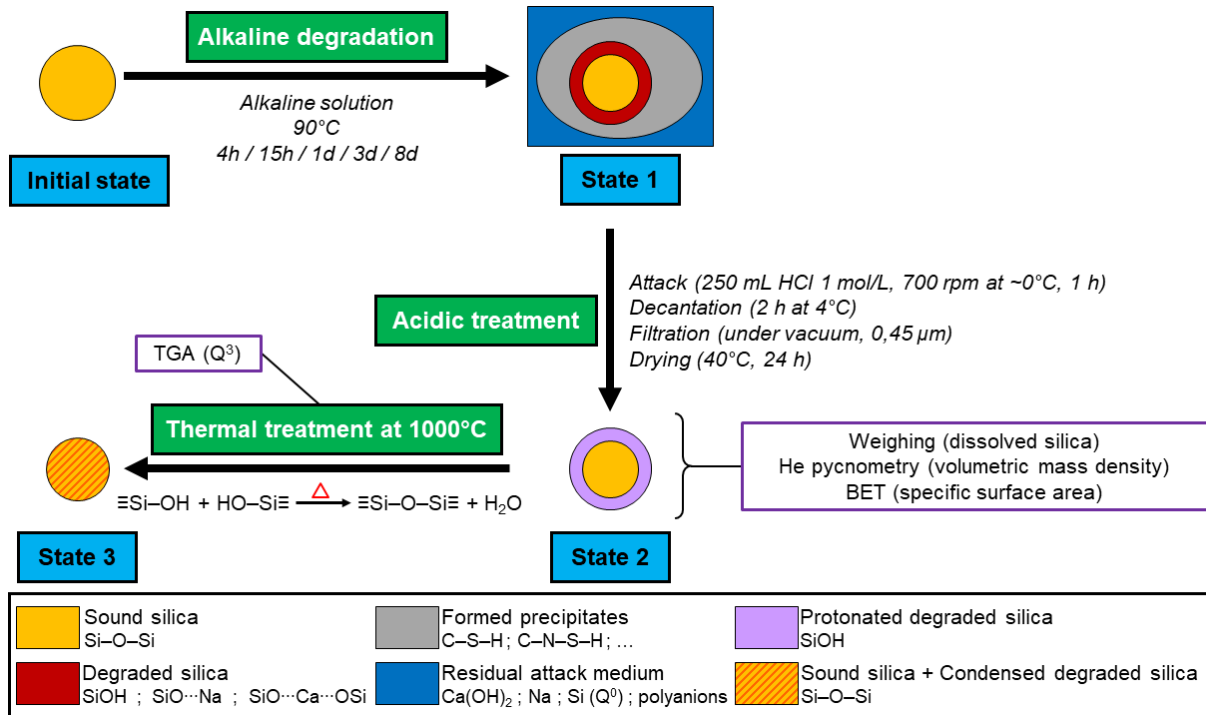 Alkaline degradation
Alkaline solution
90°C
4h / 15h / 1d / 3d / 8d
Initial state
State 1
Attack (250 mL HCl 1 mol/L, 700 rpm at ~0°C, 1 h)
Decantation (2 h at 4°C)
Filtration (under vacuum, 0,45 µm)
Drying (40°C, 24 h)
Acidic treatment
TGA (Q³)
Thermal treatment at 1000°C
≡Si–OH + HO–Si≡ △ ≡Si–O–Si≡ + H₂O
State 3
State 2
Weighing (dissolved silica)
He pycnometry (volumetric mass density)
BET (specific surface area)
Sound silica
Si–O–Si
Formed precipitates
C–S–H ; C–N–S–H ; ...
Protonated degraded silica
SiOH
Degraded silica
SiOH ; SiO···Na ; SiO···Ca···OSi
Residual attack medium
Ca(OH)₂ ; Na ; Si (Q⁰) ; polyanions
Sound silica + Condensed degraded silica
Si–O–Si